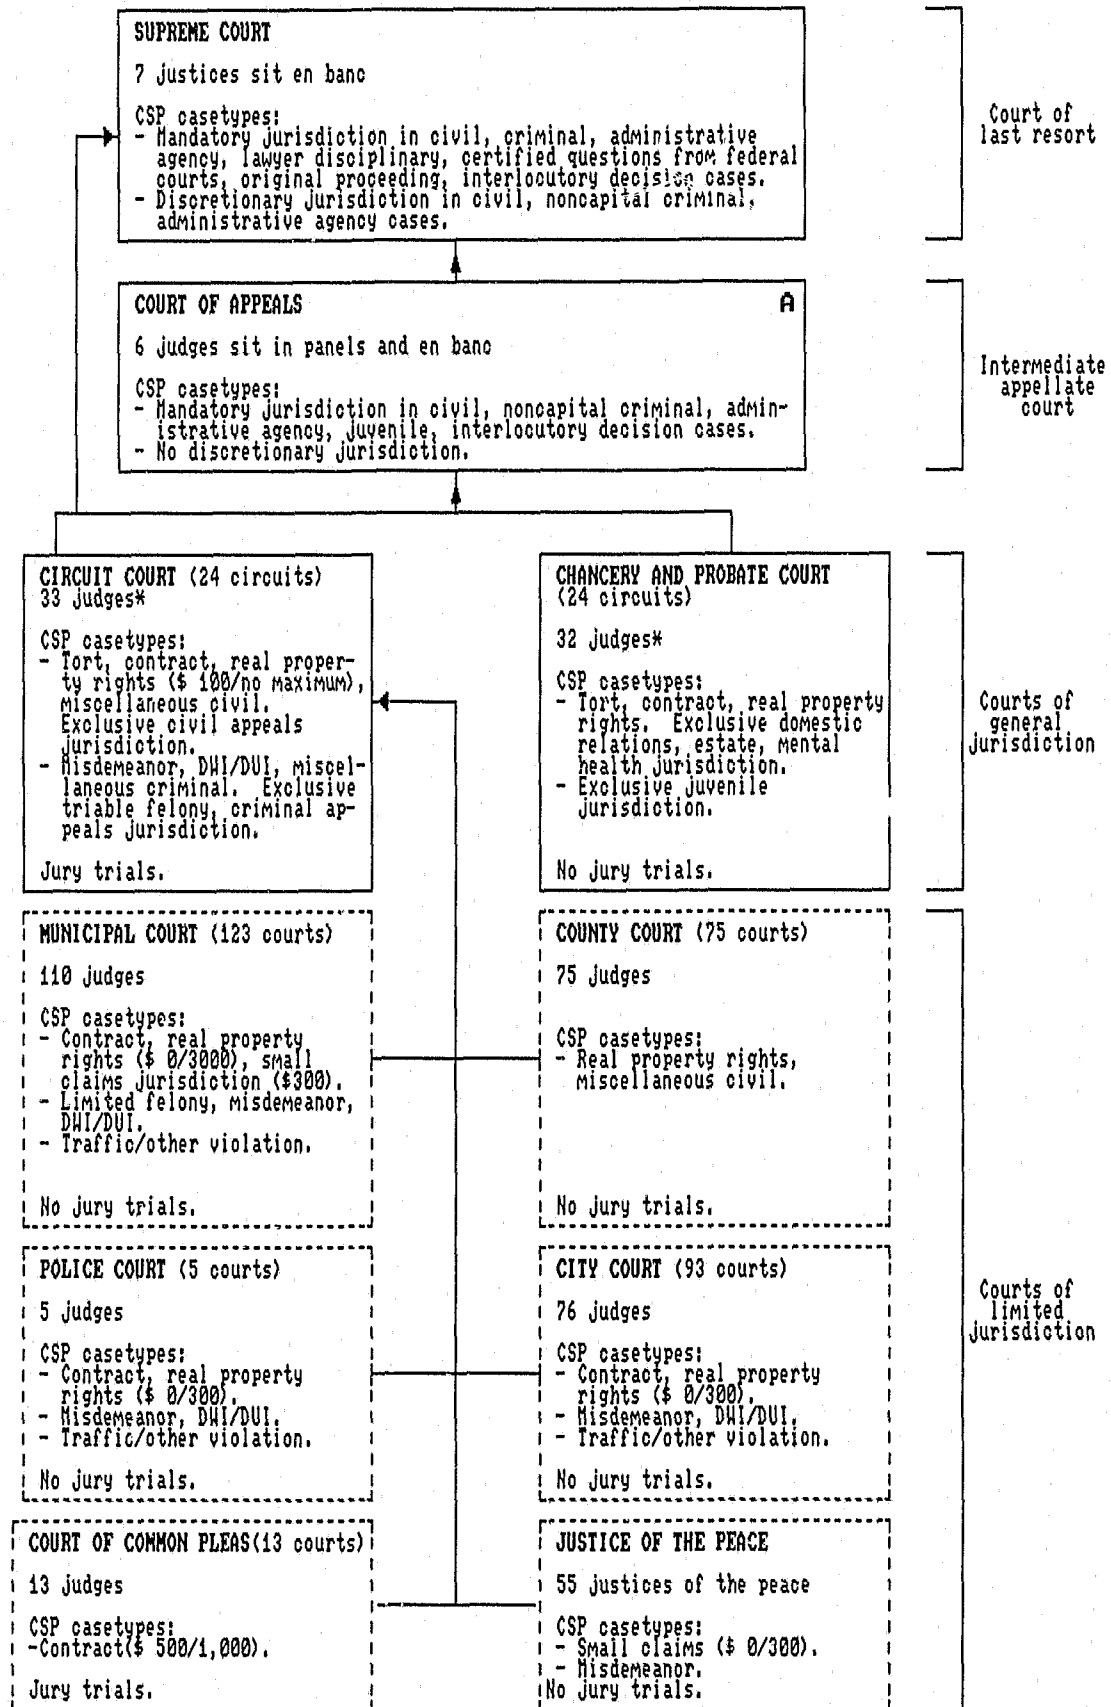 SUPREME COURT
7 justices sit en banc
CSP casetypes:
- Mandatory jurisdiction in civil, criminal, administrative
agency, lawyer disciplinary, certified questions from federal
courts, original proceeding, interlocutory decision cases.
- Discretionary jurisdiction in civil, noncapital criminal,
administrative agency cases.
Court of
last resort
COURT OF APPEALS A
6 judges sit in panels and en banc
CSP casetypes:
- Mandatory jurisdiction in civil, noncapital criminal, admin-
istrative agency, juvenile, interlocutory decision cases.
- No discretionary jurisdiction.
Intermediate
appellate
court
CIRCUIT COURT (24 circuits)
33 judges*
CSP casetypes:
- Tort, contract, real proper-
ty rights ($ 100/no maximum),
miscellaneous civil.
Exclusive civil appeals
jurisdiction.
- Misdemeanor, DWI/DUI, miscel-
laneous criminal. Exclusive
triable felony, criminal ap-
peals jurisdiction.
Jury trials.
CHANCERY AND PROBATE COURT
(24 circuits)
32 judges*
CSP casetypes:
- Tort, contract, real property
rights. Exclusive domestic
relations, estate, mental
health jurisdiction.
- Exclusive juvenile
jurisdiction.
No jury trials.
Courts of
general
jurisdiction
MUNICIPAL COURT (123 courts)
110 judges
CSP casetypes:
- Contract, real property
rights ($ 0/3000), small
claims jurisdiction ($300).
- Limited felony, misdemeanor,
DWI/DUI.
- Traffic/other violation.
No jury trials.
COUNTY COURT (75 courts)
75 judges
CSP casetypes:
- Real property rights,
miscellaneous civil.
No jury trials.
POLICE COURT (5 courts)
5 judges
CSP casetypes:
- Contract, real property
rights ($ 0/300).
- Misdemeanor, DWI/DUI.
- Traffic/other violation.
No jury trials.
CITY COURT (93 courts)
76 judges
CSP casetypes:
- Contract, real property
rights ($ 0/300).
- Misdemeanor, DWI/DUI.
- Traffic/other violation.
No jury trials.
Courts of
limited
jurisdiction
COURT OF COMMON PLEAS(13 courts)
13 judges
CSP casetypes:
-Contract($ 500/1,000).
Jury trials.
JUSTICE OF THE PEACE
55 justices of the peace
CSP casetypes:
- Small claims ($ 0/300).
- Misdemeanor.
No jury trials.